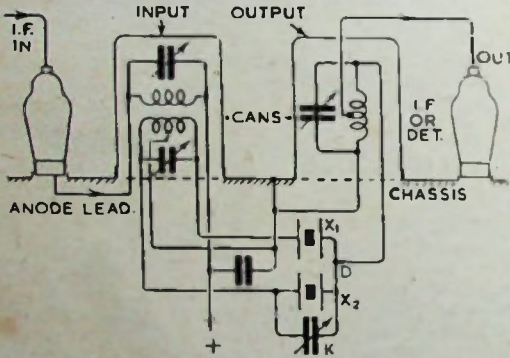 INPUT
OUTPUT
I.F.
IN
OUT
CANS
I.F
OR
DET.
ANODE LEAD.
CHASSIS
X1
D
X2
K
+